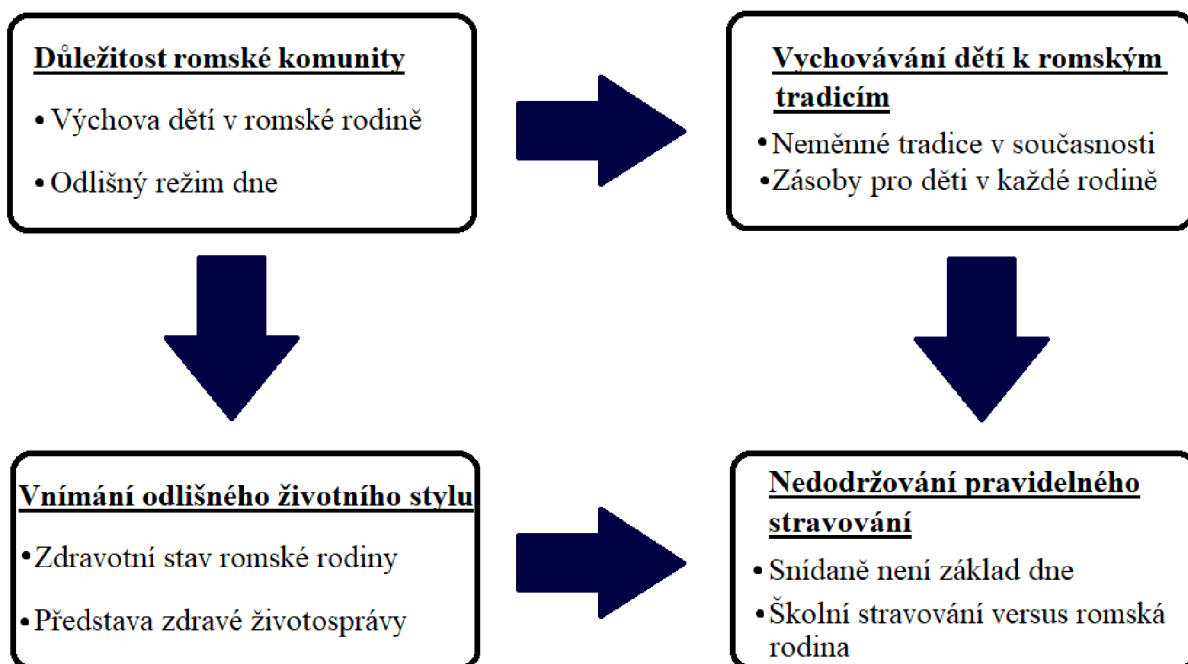 Důležitost romské komunity
• Výchova dětí v romské rodině
• Odlišný režim dne
Vychovávání dětí k romským
tradicím
• Neměnné tradice v současnosti
• Zásoby pro děti v každé rodině
Vnímání odlišného životního stylu
• Zdravotní stav romské rodiny
• Představa zdravé životosprávy
Nedodržování pravidelného
stravování
• Snídaně není základ dne
• Školní stravování versus romská
rodina